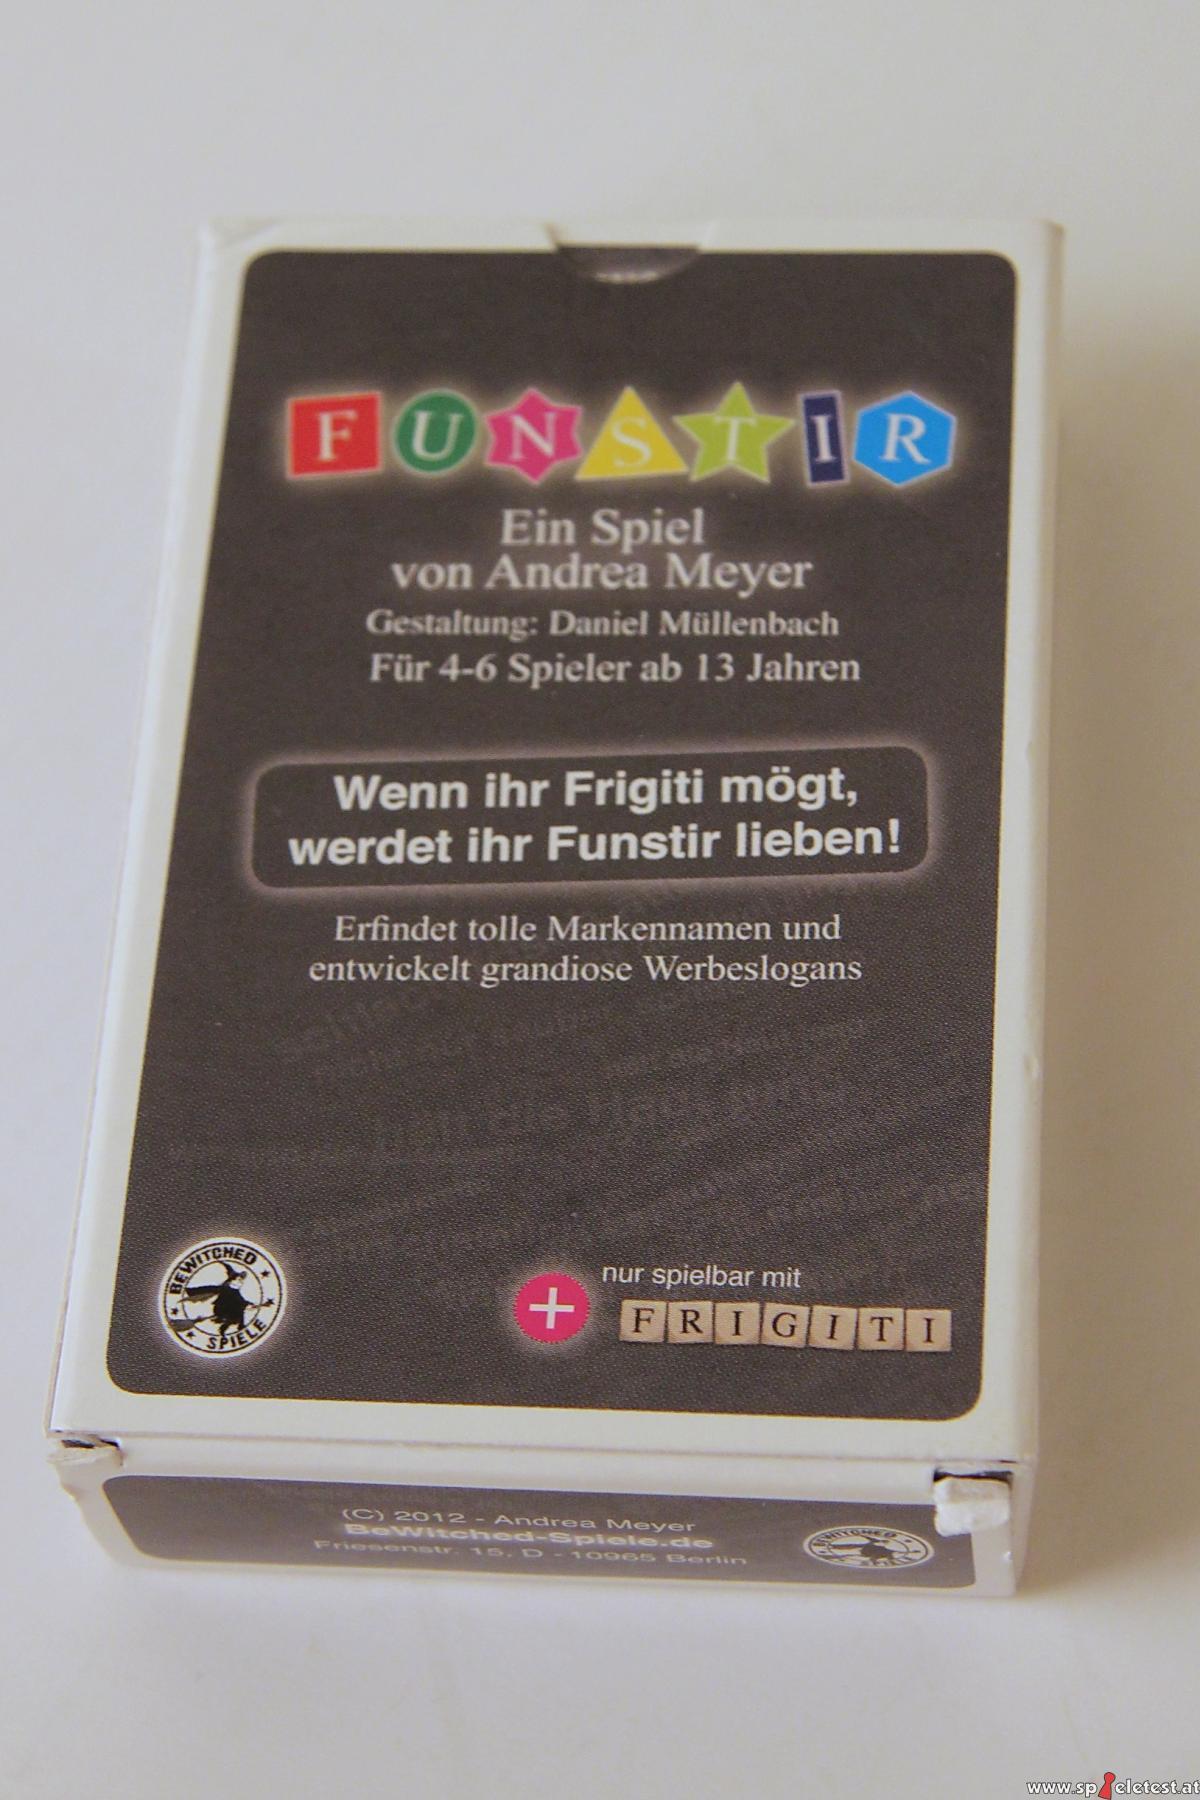 FUNSTIR
Ein Spiel
von Andrea Meyer
Gestaltung: Daniel Müllenbach
Für 4-6 Spieler ab 13 Jahren
Wenn ihr Frigiti mögt,
werdet ihr Funstir lieben!
Erfindet tolle Markennamen und
entwickelt grandiose Werbeslogans
BEWITCHED
SPIELE
nur spielbar mit
+ FRIGITI
(C) 2012 - Andrea Meyer
BeWitched-Spiele.de
Friesenstr. 15, D - 10965 Berlin
BEWITCHED
SPIELE
www.spieletest.at